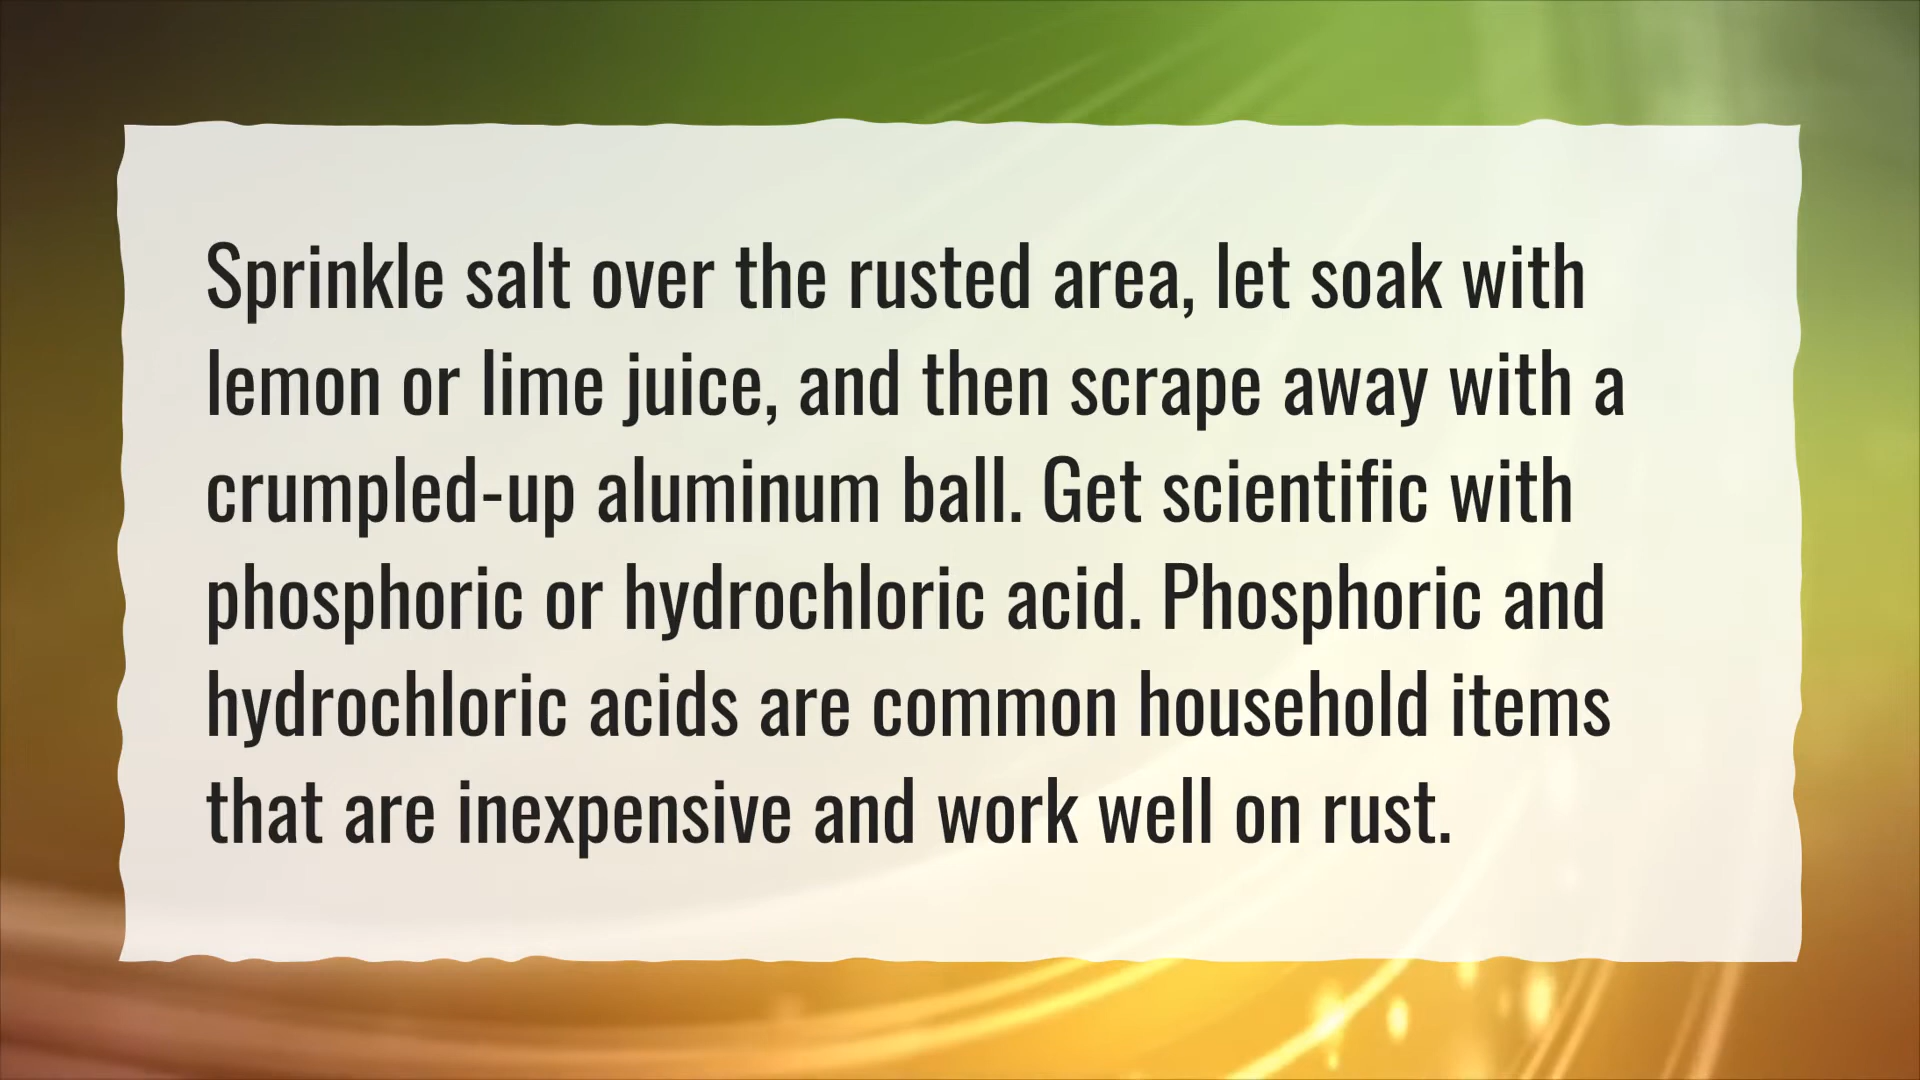 Sprinkle salt over the rusted area, let soak with
lemon or lime juice, and then scrape away with a
crumpled-up aluminum ball. Get scientific with
phosphoric or hydrochloric acid. Phosphoric and
hydrochloric acids are common household items
that are inexpensive and work well on rust.